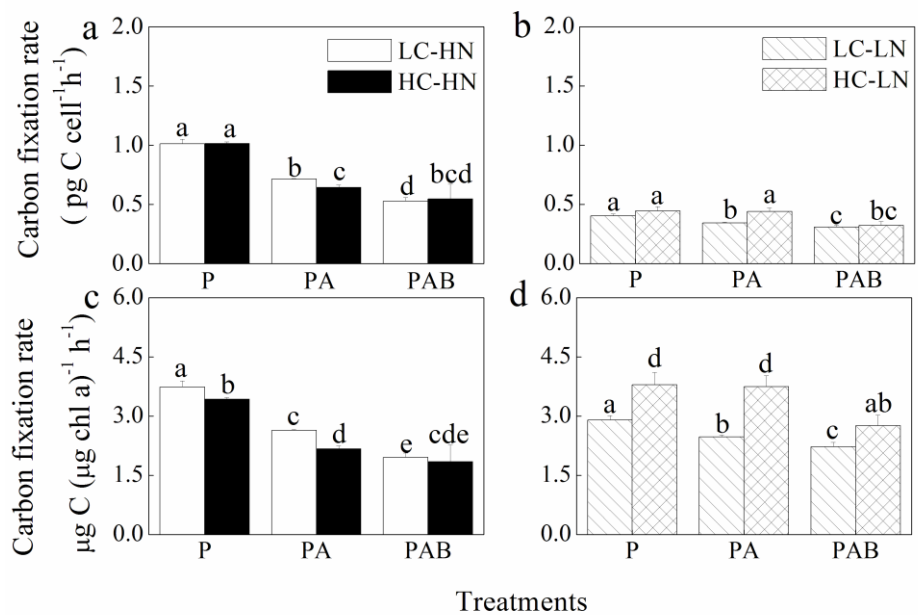 a
b
2.0
1.5
1.0
0.5
0.0
2.0
1.5
1.0
0.5
0.0
LC-HN
HC-HN
LC-LN
HC-LN
a a
b c
d bcd
a a
b a
c bc
P PA PAB
P PA PAB
Carbon fixation rate
( pg C cell⁻¹h⁻¹)
c
d
6.0
4.5
3.0
1.5
0.0
6.0
4.5
3.0
1.5
0.0
a b
c d
e cde
a d
b d
c ab
P PA PAB
P PA PAB
Carbon fixation rate
μg C (μg chl a)⁻¹ h⁻¹)
Treatments